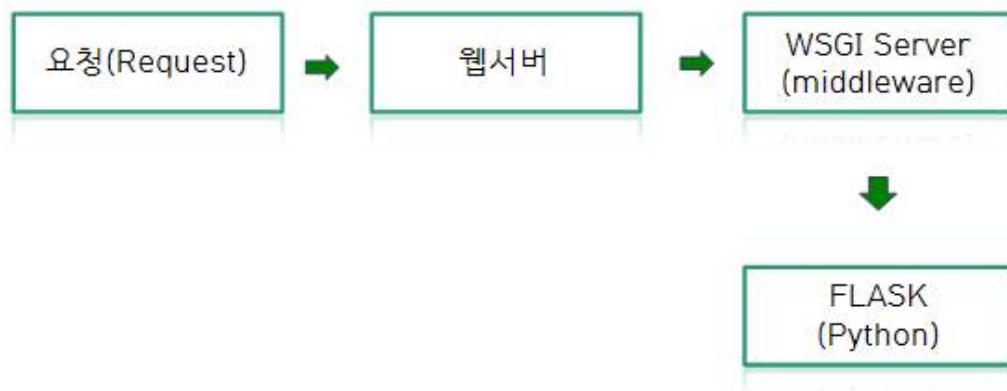 요청(Request)
웹서버
WSGI Server
(middleware)
FLASK
(Python)